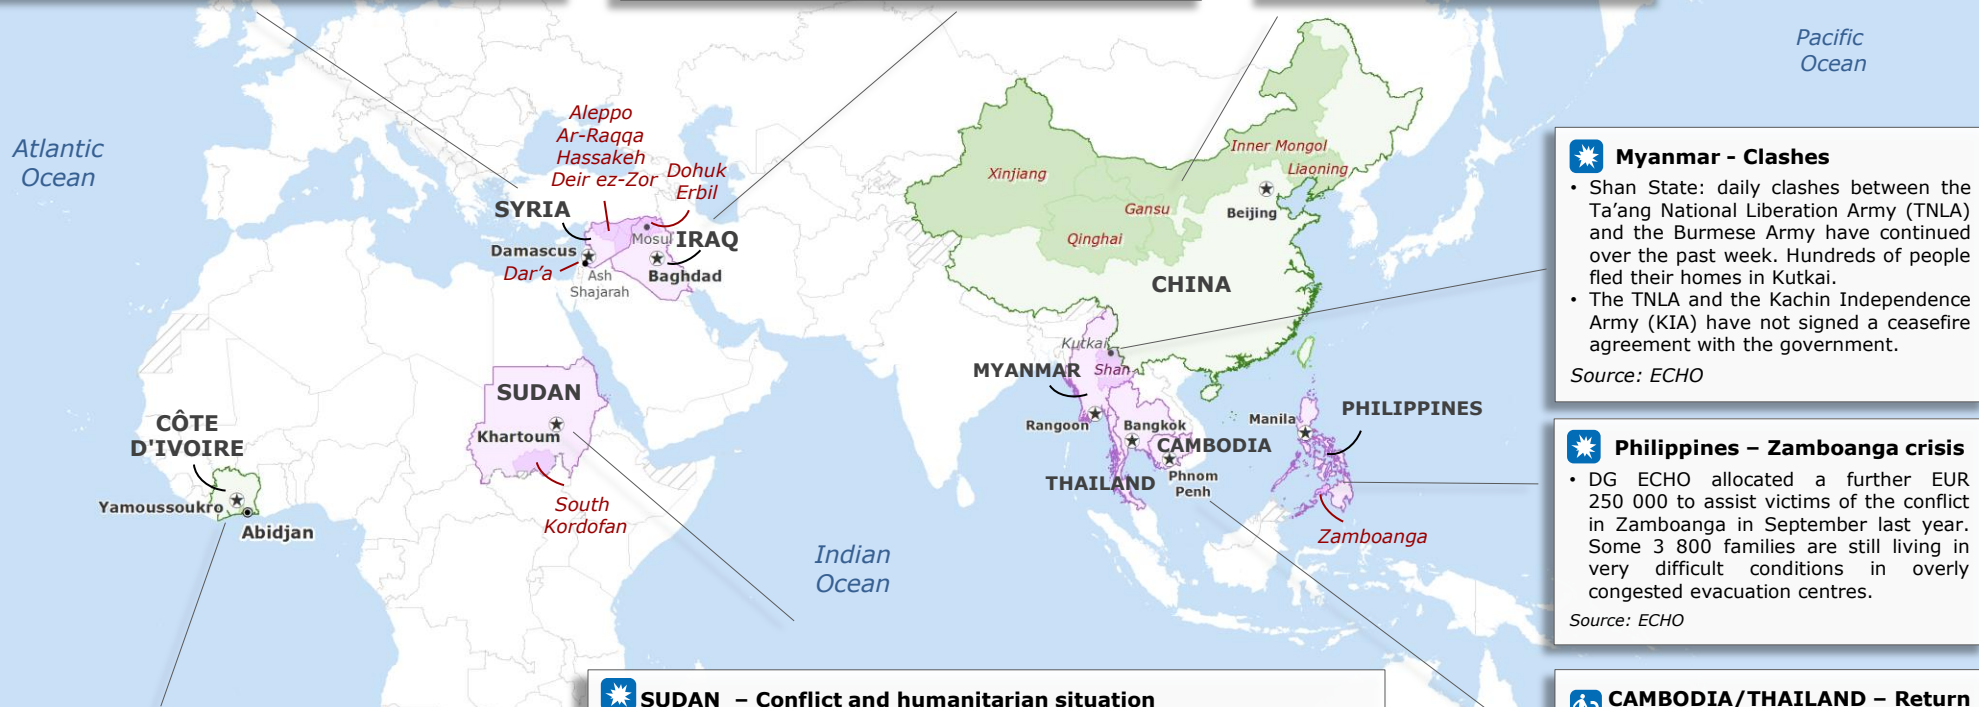 Pacific
Ocean
Atlantic
Ocean
Aleppo
Ar-Raqqa
Hassakeh
Deir ez-Zor
Dohuk
Erbil
SYRIA
Mosul
IRAQ
Damascus
Dar’a
Ash
Shajarah
Baghdad
Xinjiang
Inner Mongol
Liaoning
Gansu
Qinghai
Beijing
CHINA
Kutkai
MYANMAR
Shan
Rangoon
Bangkok
CAMBODIA
THAILAND
Phnom
Penh
Manila
PHILIPPINES
Zamboanga
SUDAN
Khartoum
South
Kordofan
CÔTE
D'IVOIRE
Yamoussoukro
Abidjan
Indian
Ocean
Myanmar - Clashes
• Shan State: daily clashes between the
Ta’ang National Liberation Army (TNLA)
and the Burmese Army have continued
over the past week. Hundreds of people
fled their homes in Kutkai.
• The TNLA and the Kachin Independence
Army (KIA) have not signed a ceasefire
agreement with the government.
Source: ECHO
Philippines – Zamboanga crisis
• DG ECHO allocated a further EUR
250 000 to assist victims of the conflict
in Zamboanga in September last year.
Some 3 800 families are still living in
very difficult conditions in overly
congested evacuation centres.
Source: ECHO
SUDAN – Conflict and humanitarian situation
CAMBODIA/THAILAND – Return